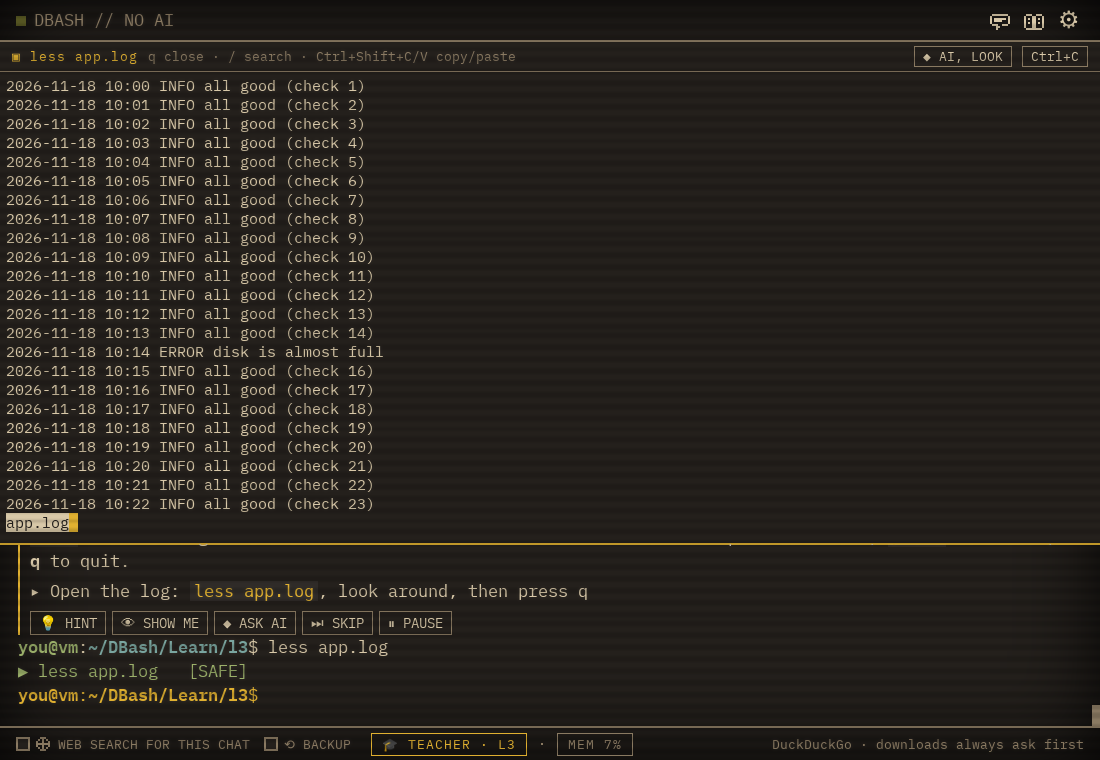 DBASH // NO AI
less app.log q close · / search · Ctrl+Shift+C/V copy/paste
◆ AI, LOOK
Ctrl+C
2026-11-18 10:00 INFO all good (check 1)
2026-11-18 10:01 INFO all good (check 2)
2026-11-18 10:02 INFO all good (check 3)
2026-11-18 10:03 INFO all good (check 4)
2026-11-18 10:04 INFO all good (check 5)
2026-11-18 10:05 INFO all good (check 6)
2026-11-18 10:06 INFO all good (check 7)
2026-11-18 10:07 INFO all good (check 8)
2026-11-18 10:08 INFO all good (check 9)
2026-11-18 10:09 INFO all good (check 10)
2026-11-18 10:10 INFO all good (check 11)
2026-11-18 10:11 INFO all good (check 12)
2026-11-18 10:12 INFO all good (check 13)
2026-11-18 10:13 INFO all good (check 14)
2026-11-18 10:14 ERROR disk is almost full
2026-11-18 10:15 INFO all good (check 16)
2026-11-18 10:16 INFO all good (check 17)
2026-11-18 10:17 INFO all good (check 18)
2026-11-18 10:18 INFO all good (check 19)
2026-11-18 10:19 INFO all good (check 20)
2026-11-18 10:20 INFO all good (check 21)
2026-11-18 10:21 INFO all good (check 22)
2026-11-18 10:22 INFO all good (check 23)
app.log
q to quit.
▸ Open the log: less app.log, look around, then press q
💡 HINT 👁 SHOW ME ◆ ASK AI ⏭ SKIP ⏸ PAUSE
you@vm:~/DBash/Learn/l3$ less app.log
▶ less app.log [SAFE]
you@vm:~/DBash/Learn/l3$
WEB SEARCH FOR THIS CHAT ⟲ BACKUP 🎓 TEACHER · L3 · MEM 7% DuckDuckGo · downloads always ask first